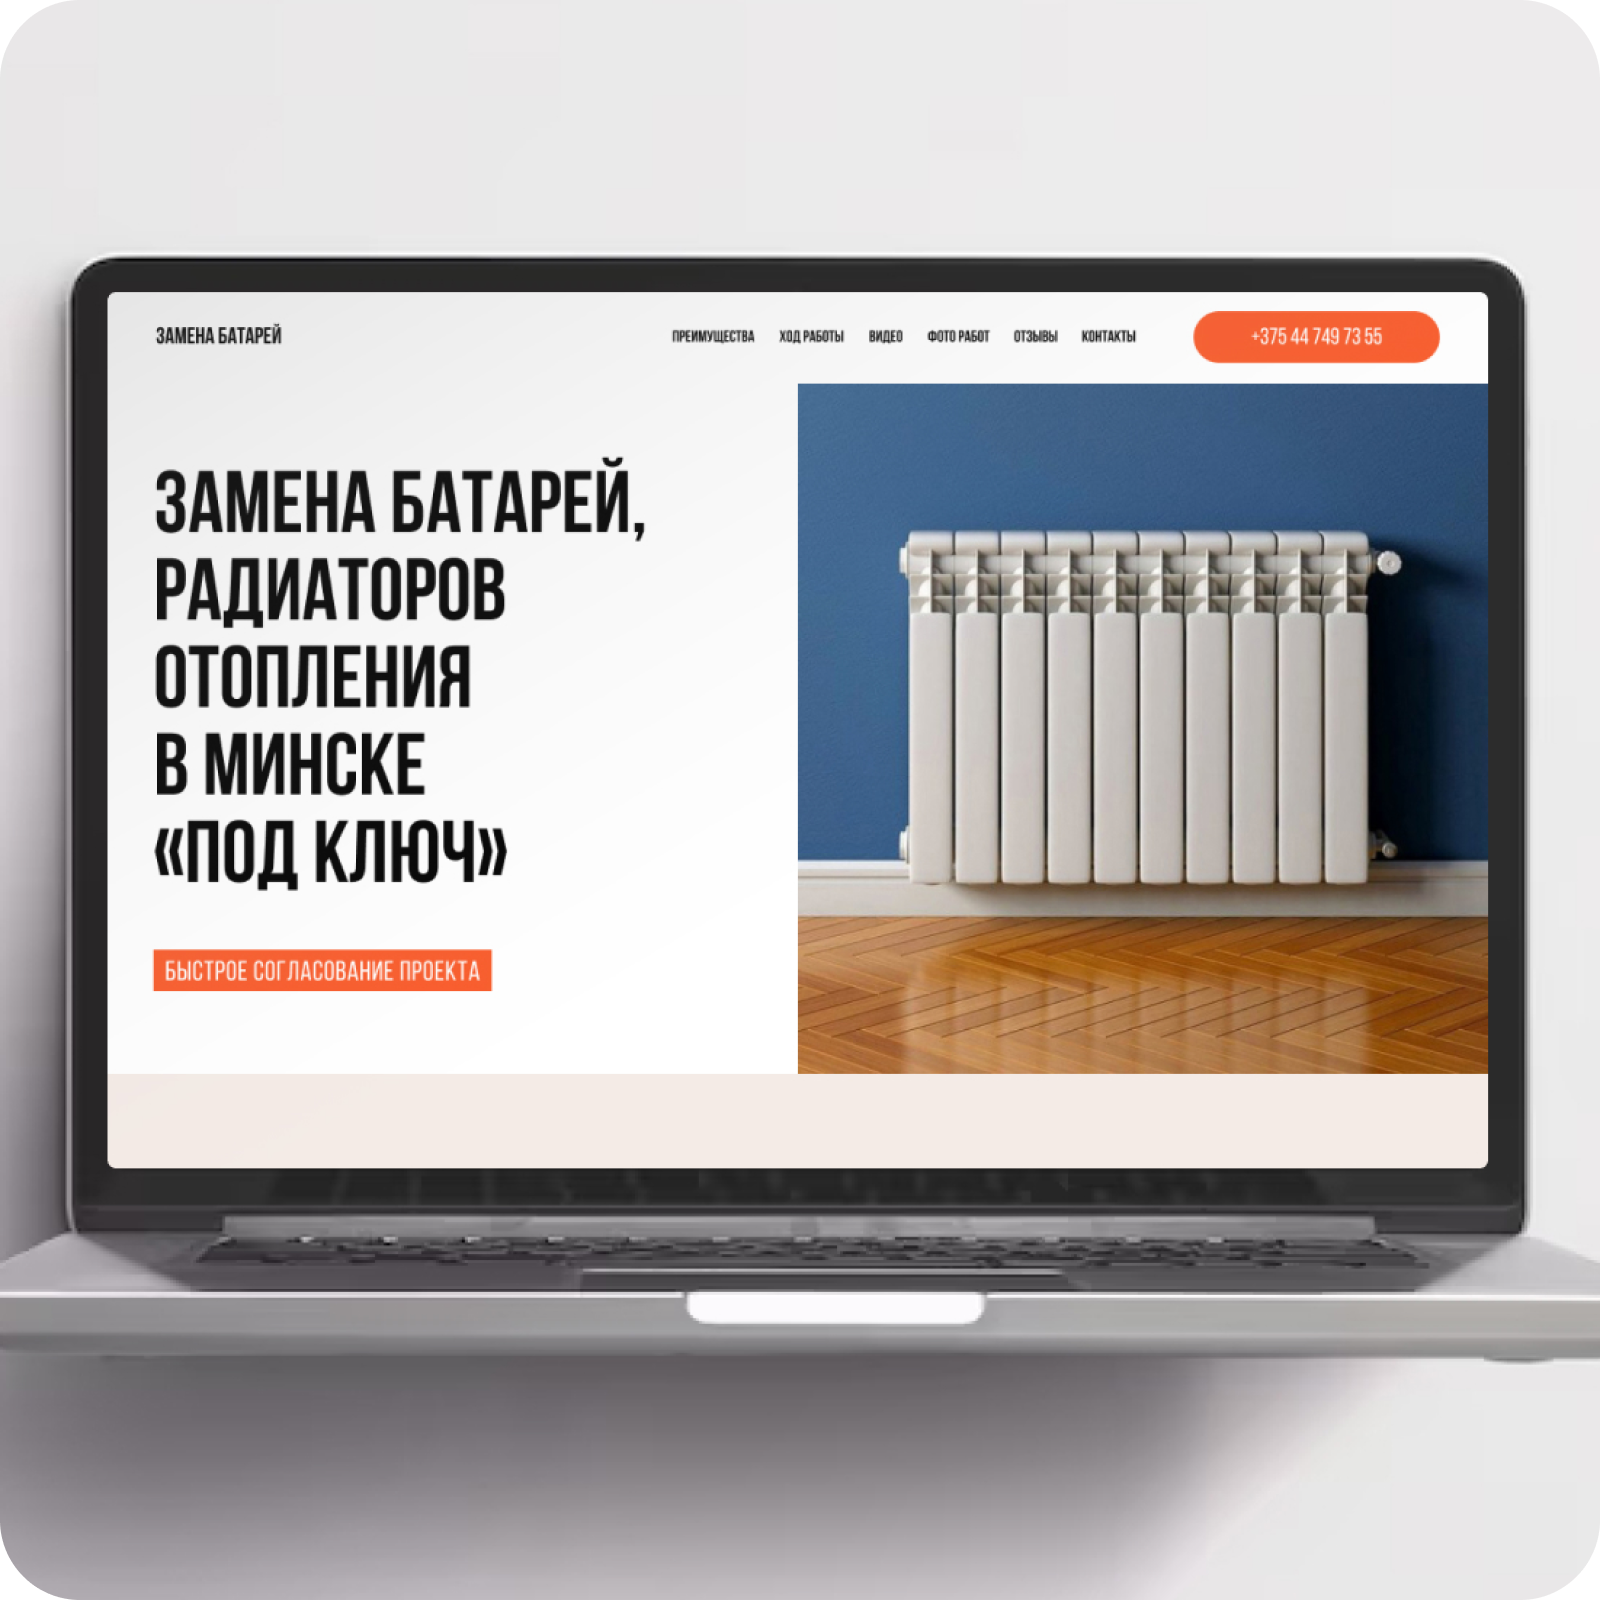 ЗАМЕНА БАТАРЕЙ
ПРЕИМУЩЕСТВА ХОД РАБОТЫ ВИДЕО ФОТО РАБОТ ОТЗЫВЫ КОНТАКТЫ
+375 44 749 73 55
ЗАМЕНА БАТАРЕЙ,
РАДИАТОРОВ
ОТОПЛЕНИЯ
В МИНСКЕ
«ПОД КЛЮЧ»
БЫСТРОЕ СОГЛАСОВАНИЕ ПРОЕКТА